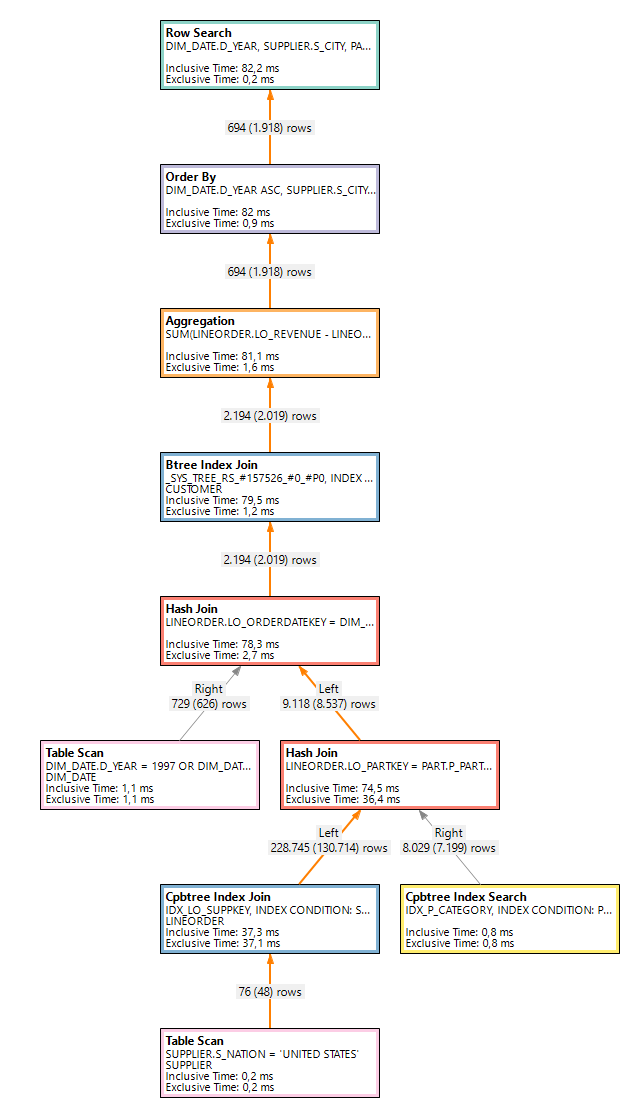 Row Search
DIM_DATE.D_YEAR, SUPPLIER.S_CITY, PA...
Inclusive Time: 82,2 ms
Exclusive Time: 0,2 ms
694 (1.918) rows
Order By
DIM_DATE.D_YEAR ASC, SUPPLIER.S_CITY...
Inclusive Time: 82 ms
Exclusive Time: 0,9 ms
694 (1.918) rows
Aggregation
SUM(LINEORDER.LO_REVENUE - LINEO...
Inclusive Time: 81,1 ms
Exclusive Time: 1,6 ms
2.194 (2.019) rows
Btree Index Join
_SYS_TREE_RS_#157526_#0_#P0, INDEX ...
CUSTOMER
Inclusive Time: 79,5 ms
Exclusive Time: 1,2 ms
2.194 (2.019) rows
Hash Join
LINEORDER.LO_ORDERDATEKEY = DIM_...
Inclusive Time: 78,3 ms
Exclusive Time: 2,7 ms
Right
729 (626) rows
Left
9.118 (8.537) rows
Table Scan
DIM_DATE.D_YEAR = 1997 OR DIM_DAT...
DIM_DATE
Inclusive Time: 1,1 ms
Exclusive Time: 1,1 ms
Hash Join
LINEORDER.LO_PARTKEY = PART.P_PART...
Inclusive Time: 74,5 ms
Exclusive Time: 36,4 ms
Left
228.745 (130.714) rows
Right
8.029 (7.199) rows
Cpbtree Index Join
IDX_LO_SUPPKEY, INDEX CONDITION: S...
LINEORDER
Inclusive Time: 37,3 ms
Exclusive Time: 37,1 ms
Cpbtree Index Search
IDX_P_CATEGORY, INDEX CONDITION: P...
Inclusive Time: 0,8 ms
Exclusive Time: 0,8 ms
76 (48) rows
Table Scan
SUPPLIER.S_NATION = 'UNITED STATES'
SUPPLIER
Inclusive Time: 0,2 ms
Exclusive Time: 0,2 ms